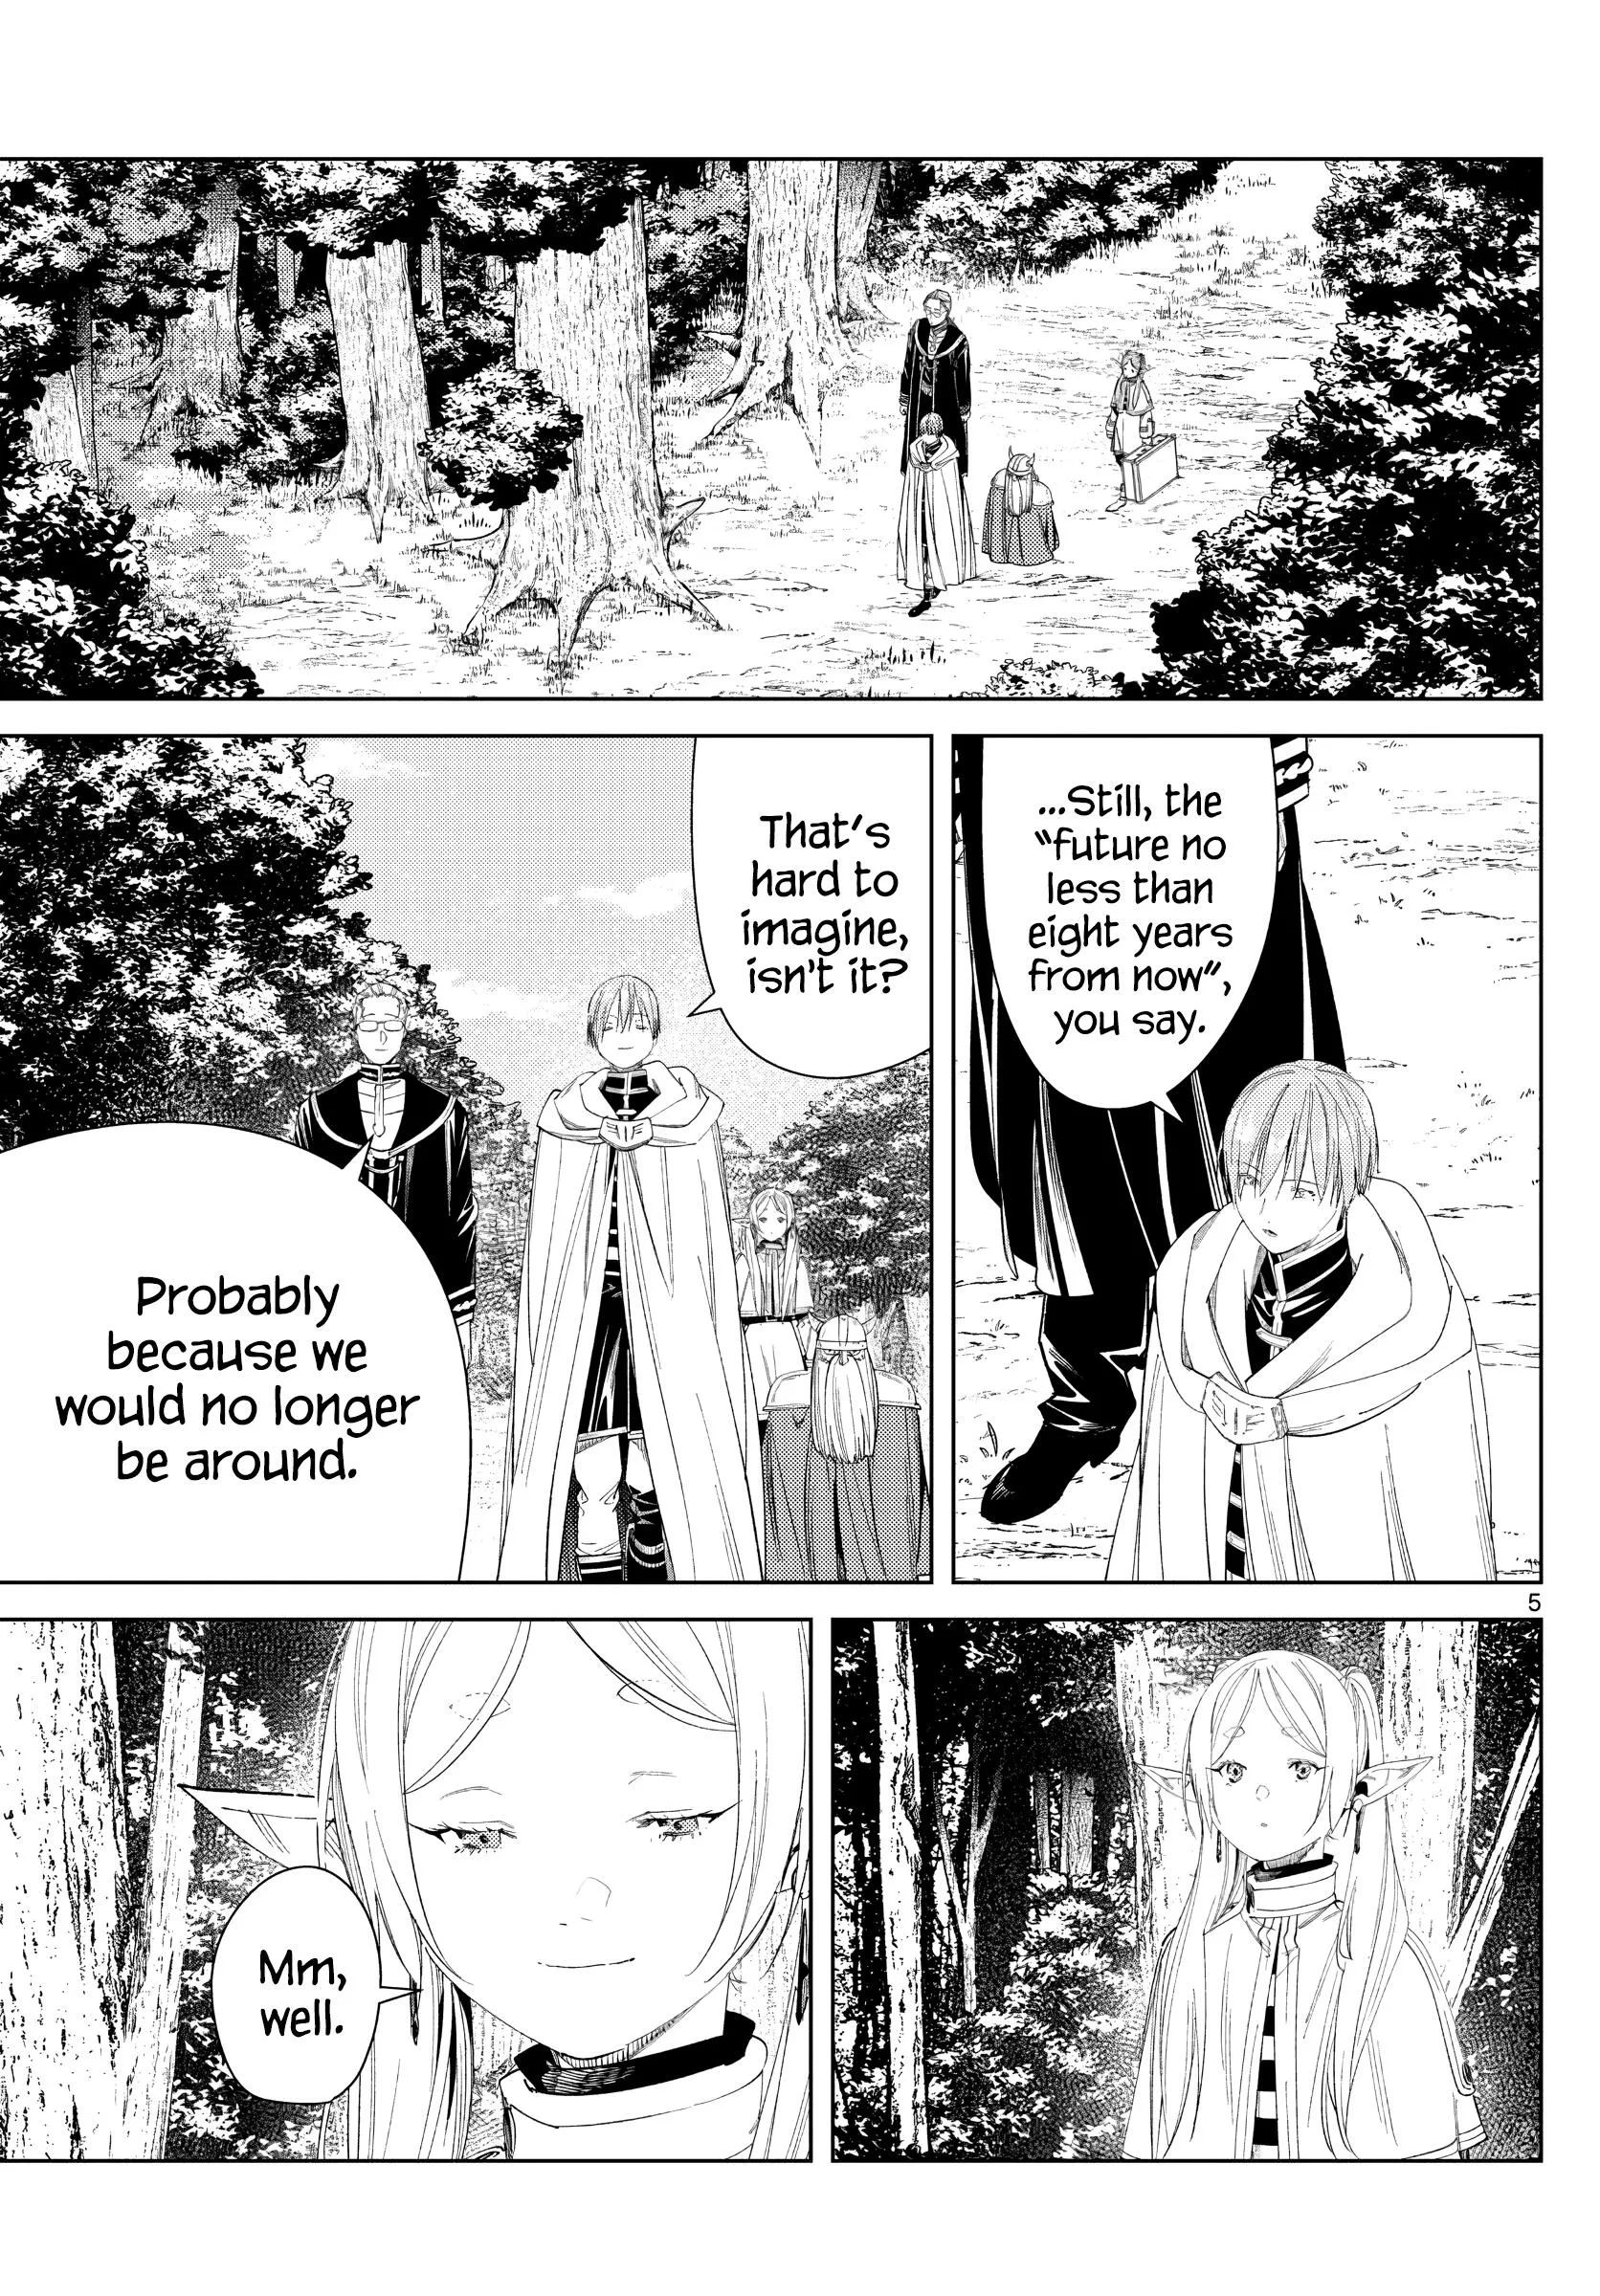 ...Still, the
"future no
less than
eight years
from now",
you say.
That's
hard to
imagine,
isn't it?
Probably
because we
would no longer
be around.
5
Mm,
well.